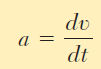 a = dv/dt